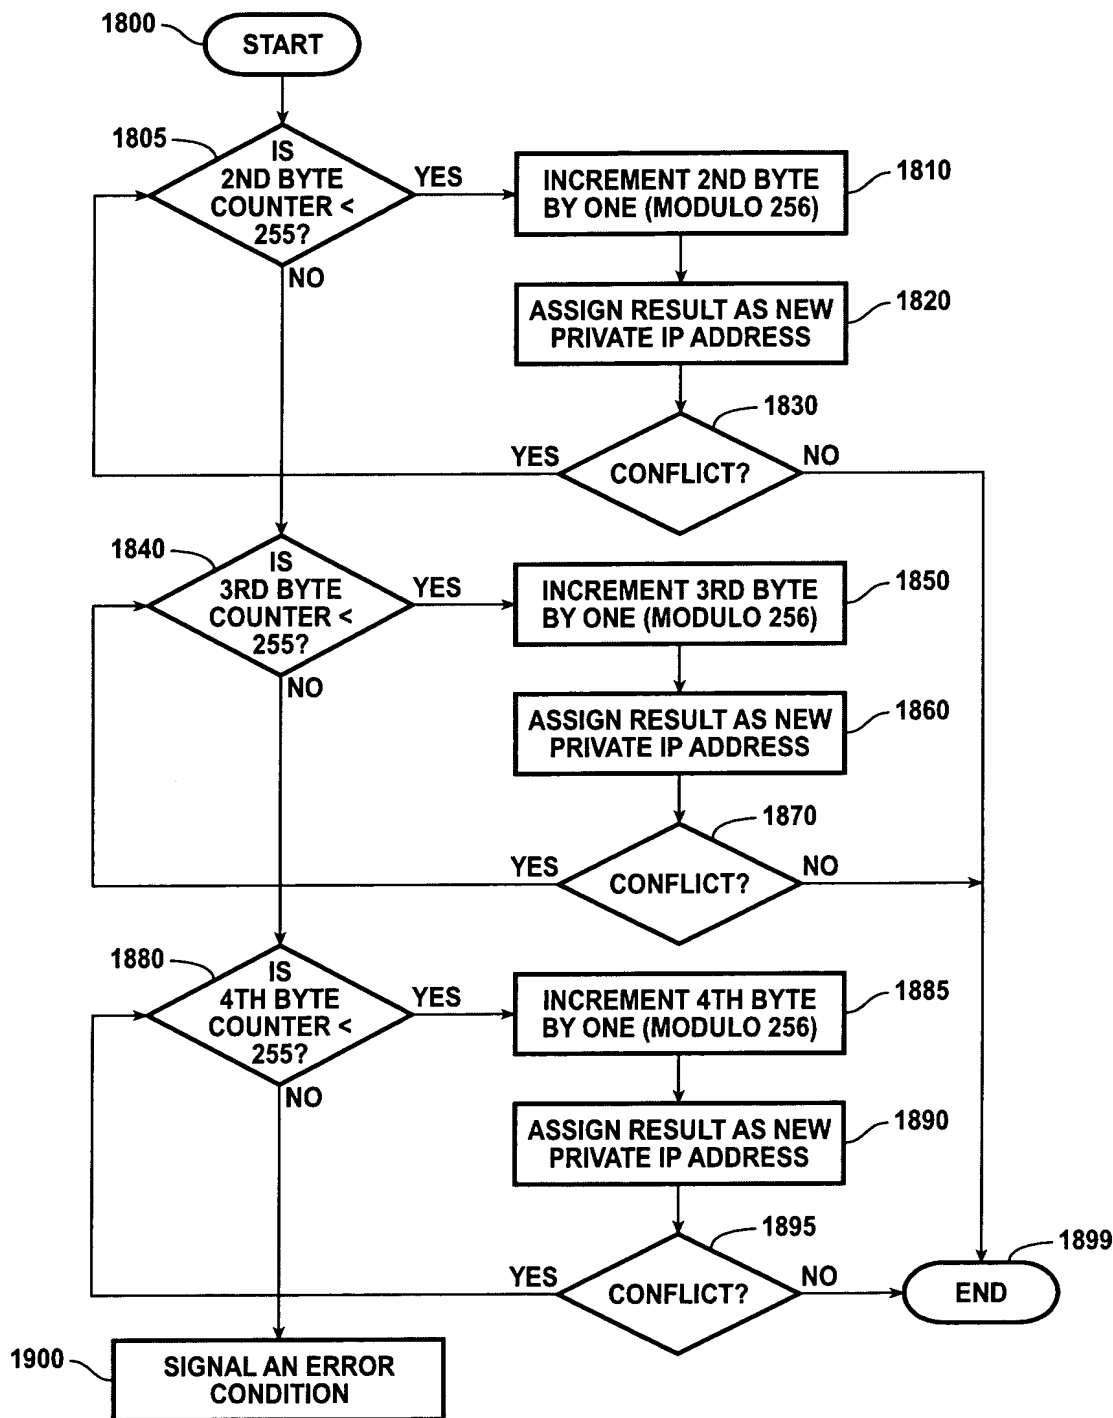 1800
START
1805
IS
2ND BYTE
COUNTER <
255?
YES
NO
INCREMENT 2ND BYTE
BY ONE (MODULO 256)
1810
ASSIGN RESULT AS NEW
PRIVATE IP ADDRESS
1820
1830
CONFLICT?
YES
NO
1840
IS
3RD BYTE
COUNTER <
255?
YES
NO
INCREMENT 3RD BYTE
BY ONE (MODULO 256)
1850
ASSIGN RESULT AS NEW
PRIVATE IP ADDRESS
1860
1870
CONFLICT?
YES
NO
1880
IS
4TH BYTE
COUNTER <
255?
YES
NO
INCREMENT 4TH BYTE
BY ONE (MODULO 256)
1885
ASSIGN RESULT AS NEW
PRIVATE IP ADDRESS
1890
1895
CONFLICT?
YES
NO
1899
END
1900
SIGNAL AN ERROR
CONDITION